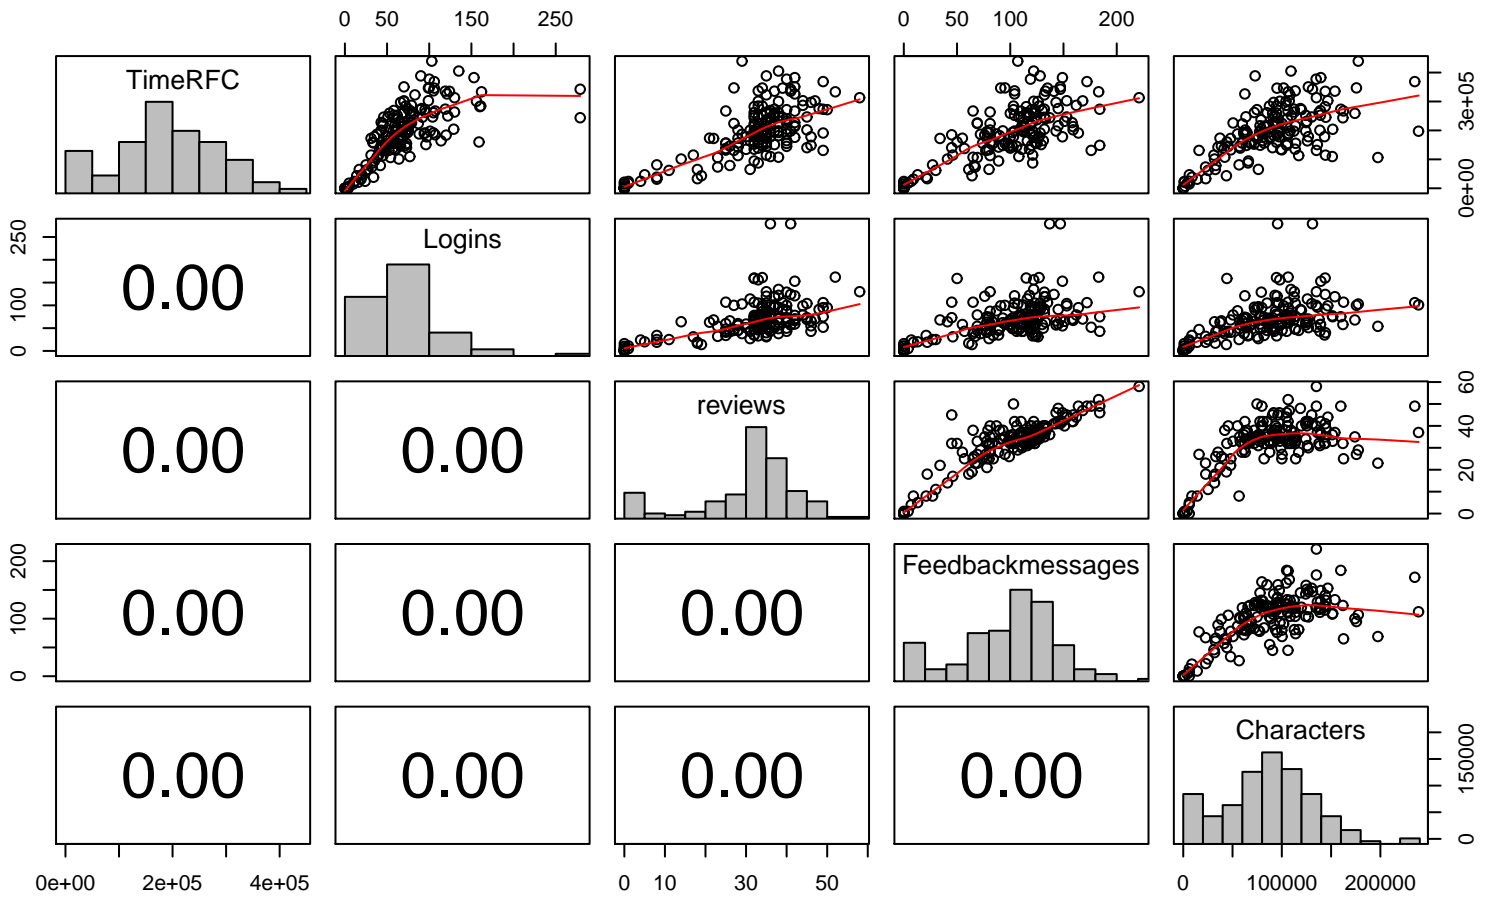 0 50 150 250
0 50 100 200
TimeRFC
0e+00 3e+05
0 100 250
0.00
Logins
0.00 0.00
reviews
0 20 40 60
0 100 200
0.00 0.00 0.00
Feedbackmessages
0.00 0.00 0.00 0.00
Characters
0 150000
0e+00 2e+05 4e+05
0 10 30 50
0 100000 200000